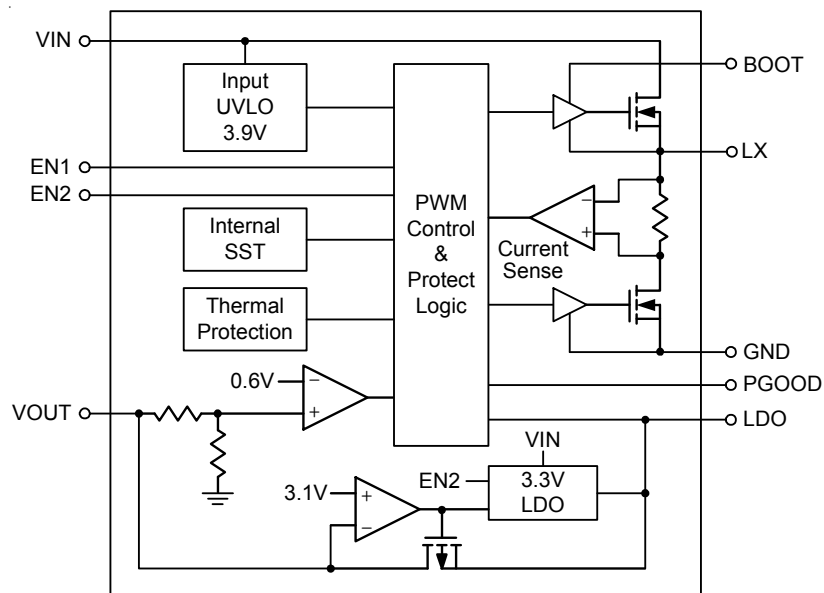 VIN
BOOT
Input
UVLO
3.9V
LX
EN1
EN2
PWM
Control
&
Protect
Logic
−
+
Current
Sense
Internal
SST
Thermal
Protection
GND
0.6V
−
+
PGOOD
VOUT
LDO
VIN
EN2
3.3V
LDO
3.1V
+
−